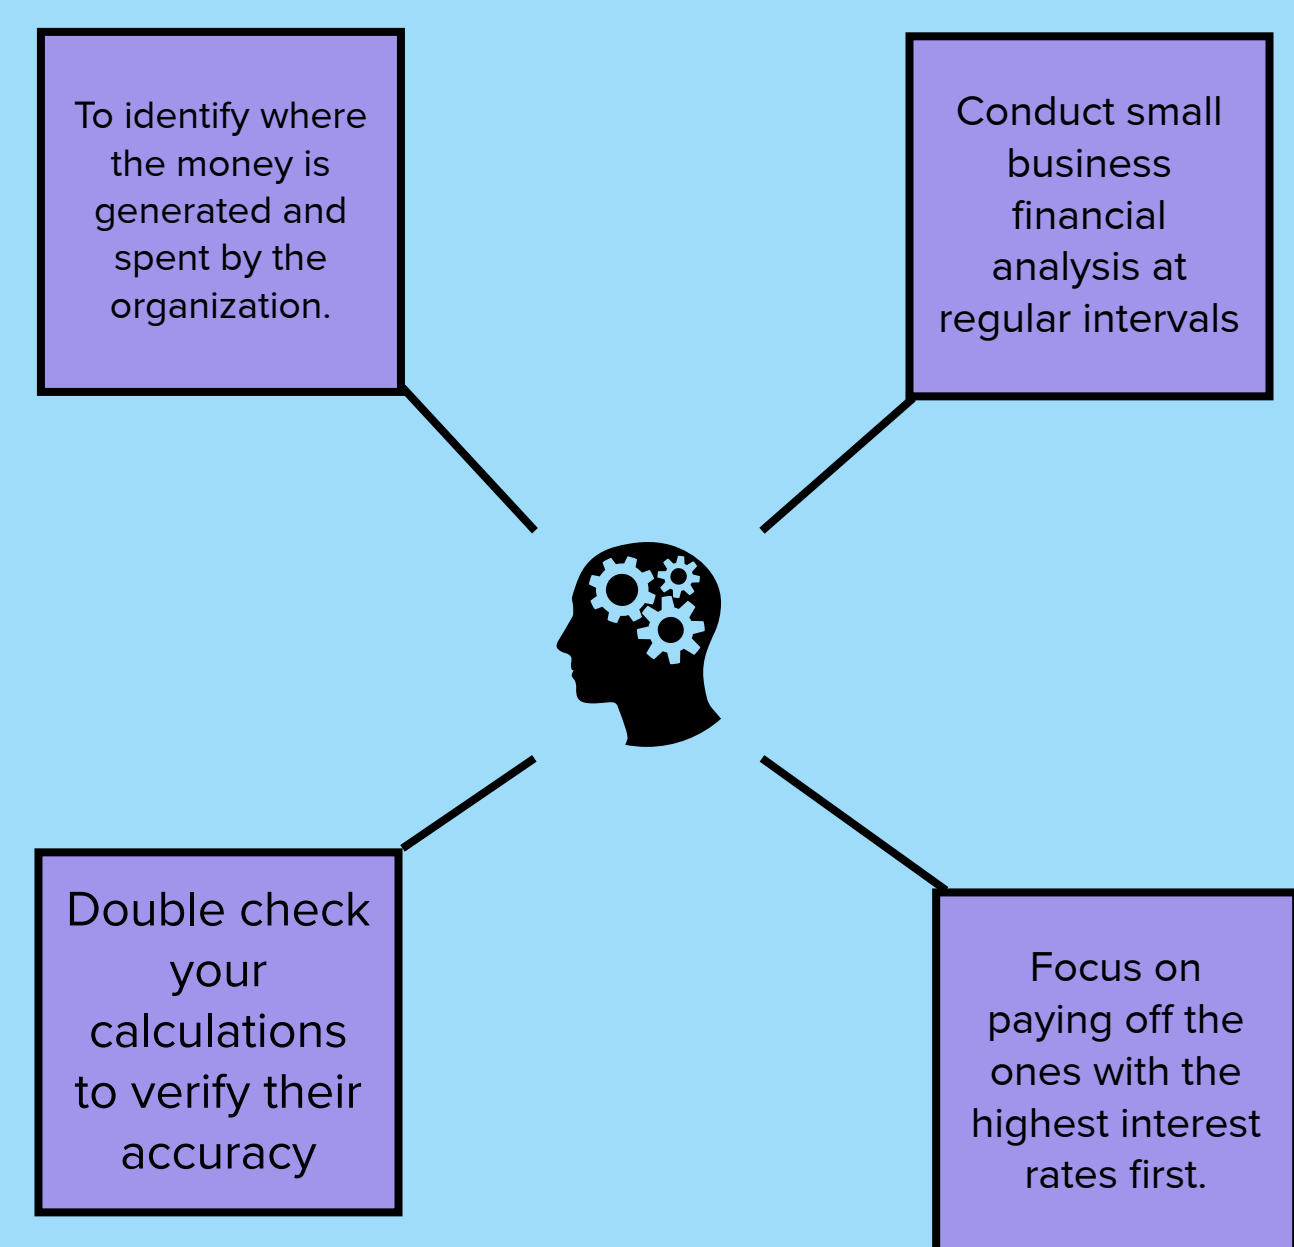 To identify where
the money is
generated and
spent by the
organization.
Conduct small
business
financial
analysis at
regular intervals
Double check
your
calculations
to verify their
accuracy
Focus on
paying off the
ones with the
highest interest
rates first.